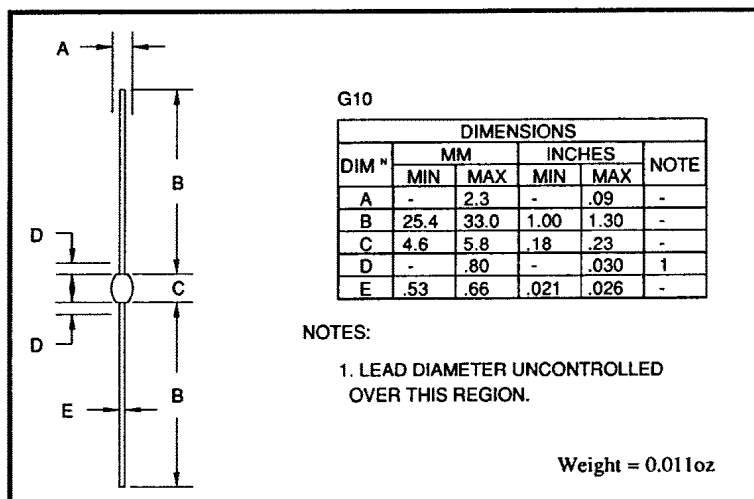 A
B
D
C
D
E
B
G10
DIMENSIONS
DIM ᴺ MM INCHES NOTE
MIN MAX MIN MAX
A - 2.3 - .09 -
B 25.4 33.0 1.00 1.30 -
C 4.6 5.8 .18 .23 -
D - .80 - .030 1
E .53 .66 .021 .026 -
NOTES:
1. LEAD DIAMETER UNCONTROLLED
OVER THIS REGION.
Weight = 0.011oz